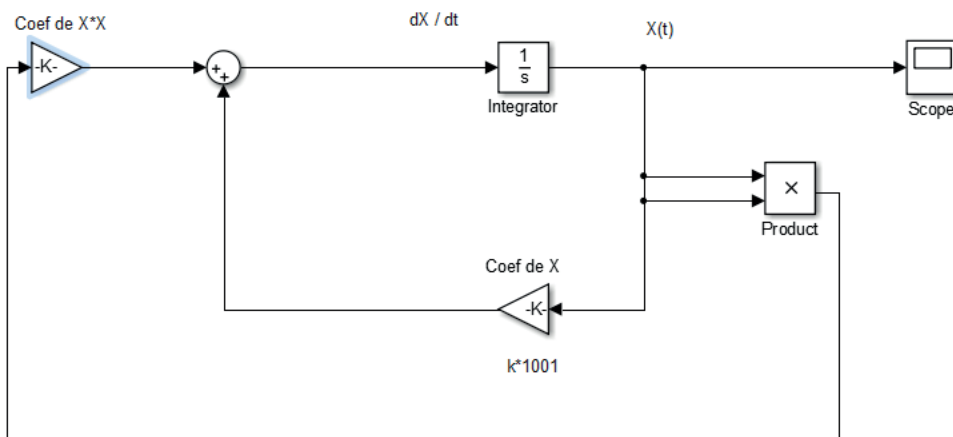 Coef de X*X
dX / dt
X(t)
-K-
+
+
1
s
Integrator
Scope
×
Product
Coef de X
-K-
k*1001